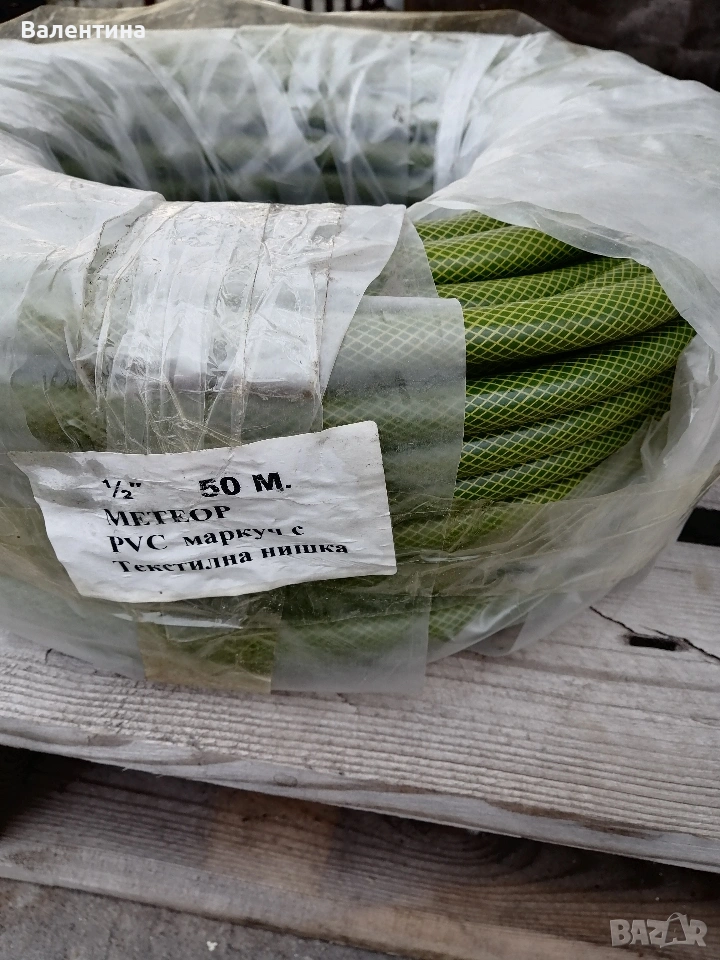 Валентина
½" 50 М.
МЕТЕОР
PVC маркуч с
Текстилна нишка
BAZAR